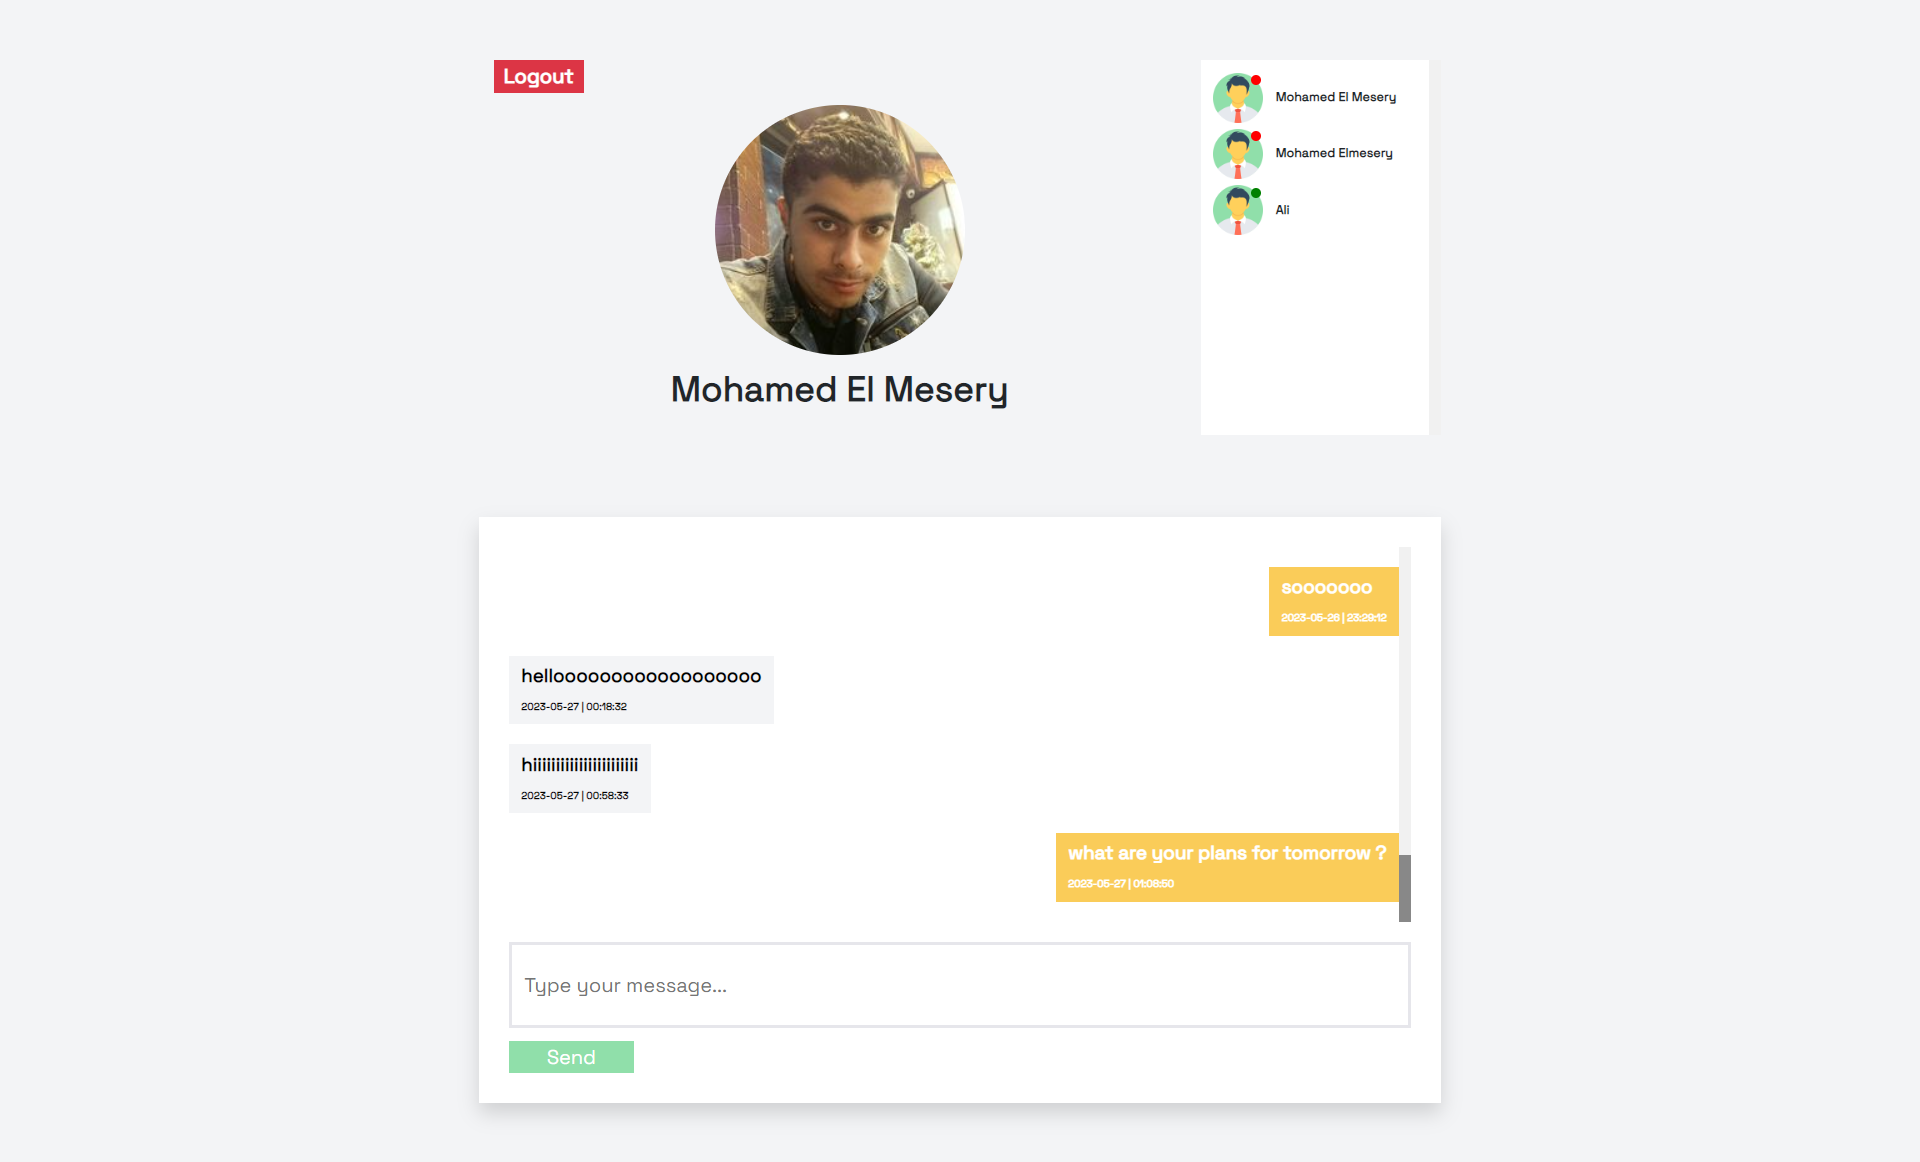 Logout
Mohamed El Mesery
Mohamed El Mesery
Mohamed Elmesery
Ali
sooooooo
2023-05-26 | 23:29:12
helloooooooooooooooooo
2023-05-27 | 00:18:32
hiiiiiiiiiiiiiiiiiiiiiii
2023-05-27 | 00:58:33
what are your plans for tomorrow ?
2023-05-27 | 01:08:50
Type your message...
Send